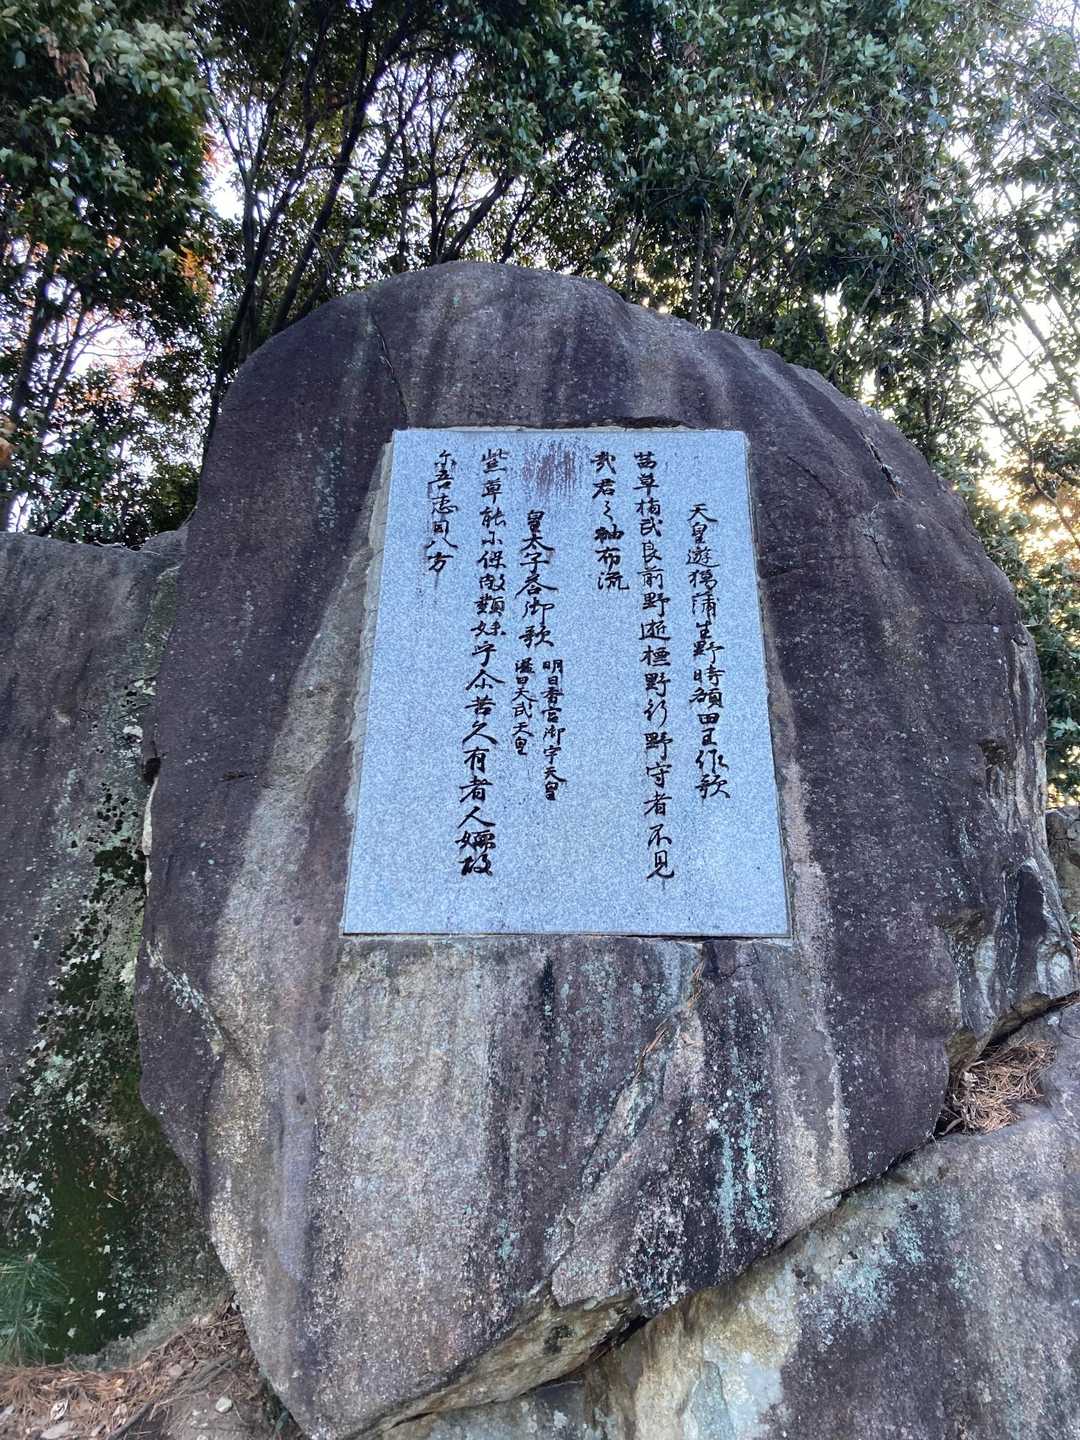 天皇遊猟蒲生野時額田王作歌
茜草指武良前野逝標野行野守者不見
哉君之袖布流
皇太子答御歌 明日香宮御宇天皇
謚曰天武天皇
紫草能尓保敝類妹乎尓苦久有者人嬬故
尓吾恋目八方